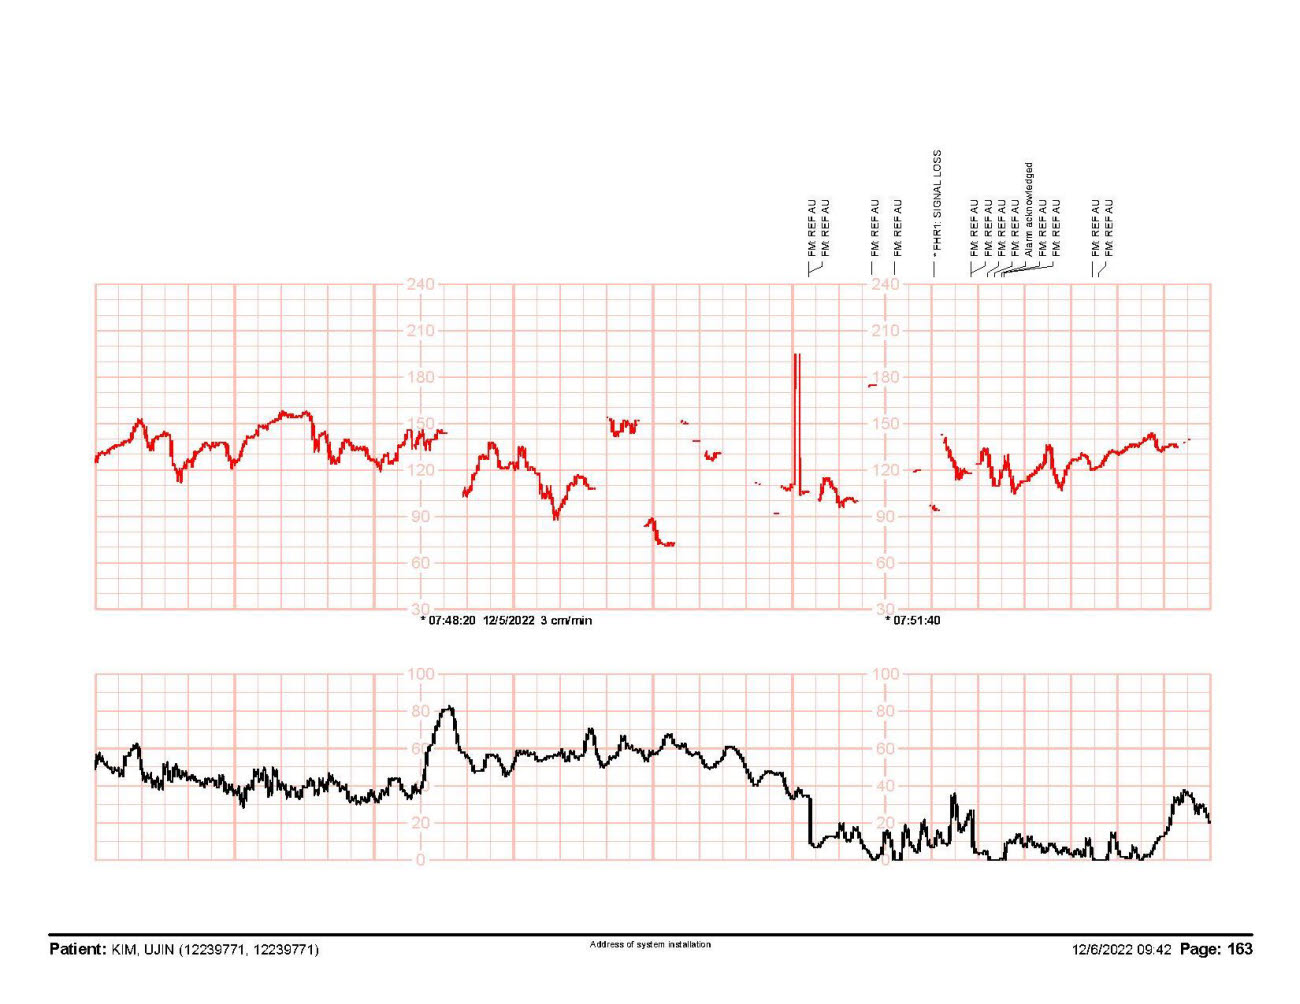 FM: REF AU
FM: REF AU
FM: REF AU
FM: REF AU
* FHR1: SIGNAL LOSS
FM: REF AU
FM: REF AU
FM: REF AU
FM: REF AU
Alarm acknowledged
FM: REF AU
FM: REF AU
FM: REF AU
FM: REF AU
240 240
210 210
180 180
150 150
120 120
90 90
60 60
30 30
* 07:48:20 12/5/2022 3 cm/min * 07:51:40
100 100
80 80
60 60
40 40
20 20
0 0
Patient: KIM, UJIN (12239771, 12239771) Address of system installation 12/6/2022 09:42 Page: 163